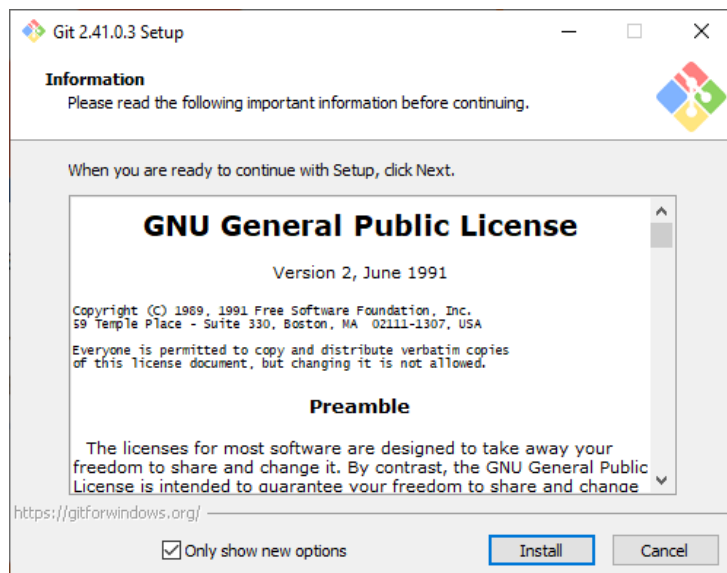 Git 2.41.0.3 Setup
Information
Please read the following important information before continuing.
When you are ready to continue with Setup, click Next.
GNU General Public License
Version 2, June 1991
Copyright (C) 1989, 1991 Free Software Foundation, Inc.
59 Temple Place - Suite 330, Boston, MA  02111-1307, USA
Everyone is permitted to copy and distribute verbatim copies
of this license document, but changing it is not allowed.
Preamble
The licenses for most software are designed to take away your
freedom to share and change it. By contrast, the GNU General Public
License is intended to guarantee your freedom to share and change
https://gitforwindows.org/
Only show new options
Install
Cancel